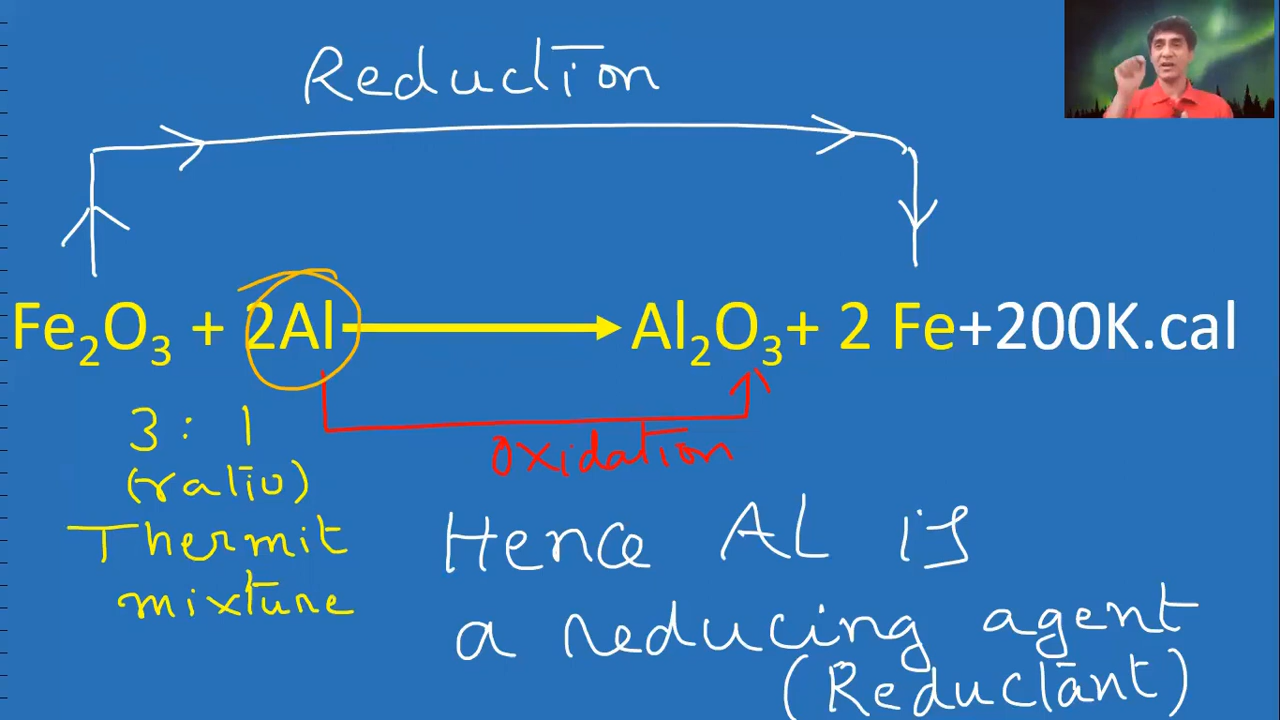 Reduction
Fe₂O₃ + 2Al → Al₂O₃ + 2 Fe+200K.cal
3 : 1
oxidation
(ratio)
Thermit
mixture
Hence AL is
a reducing agent
(Reductant)